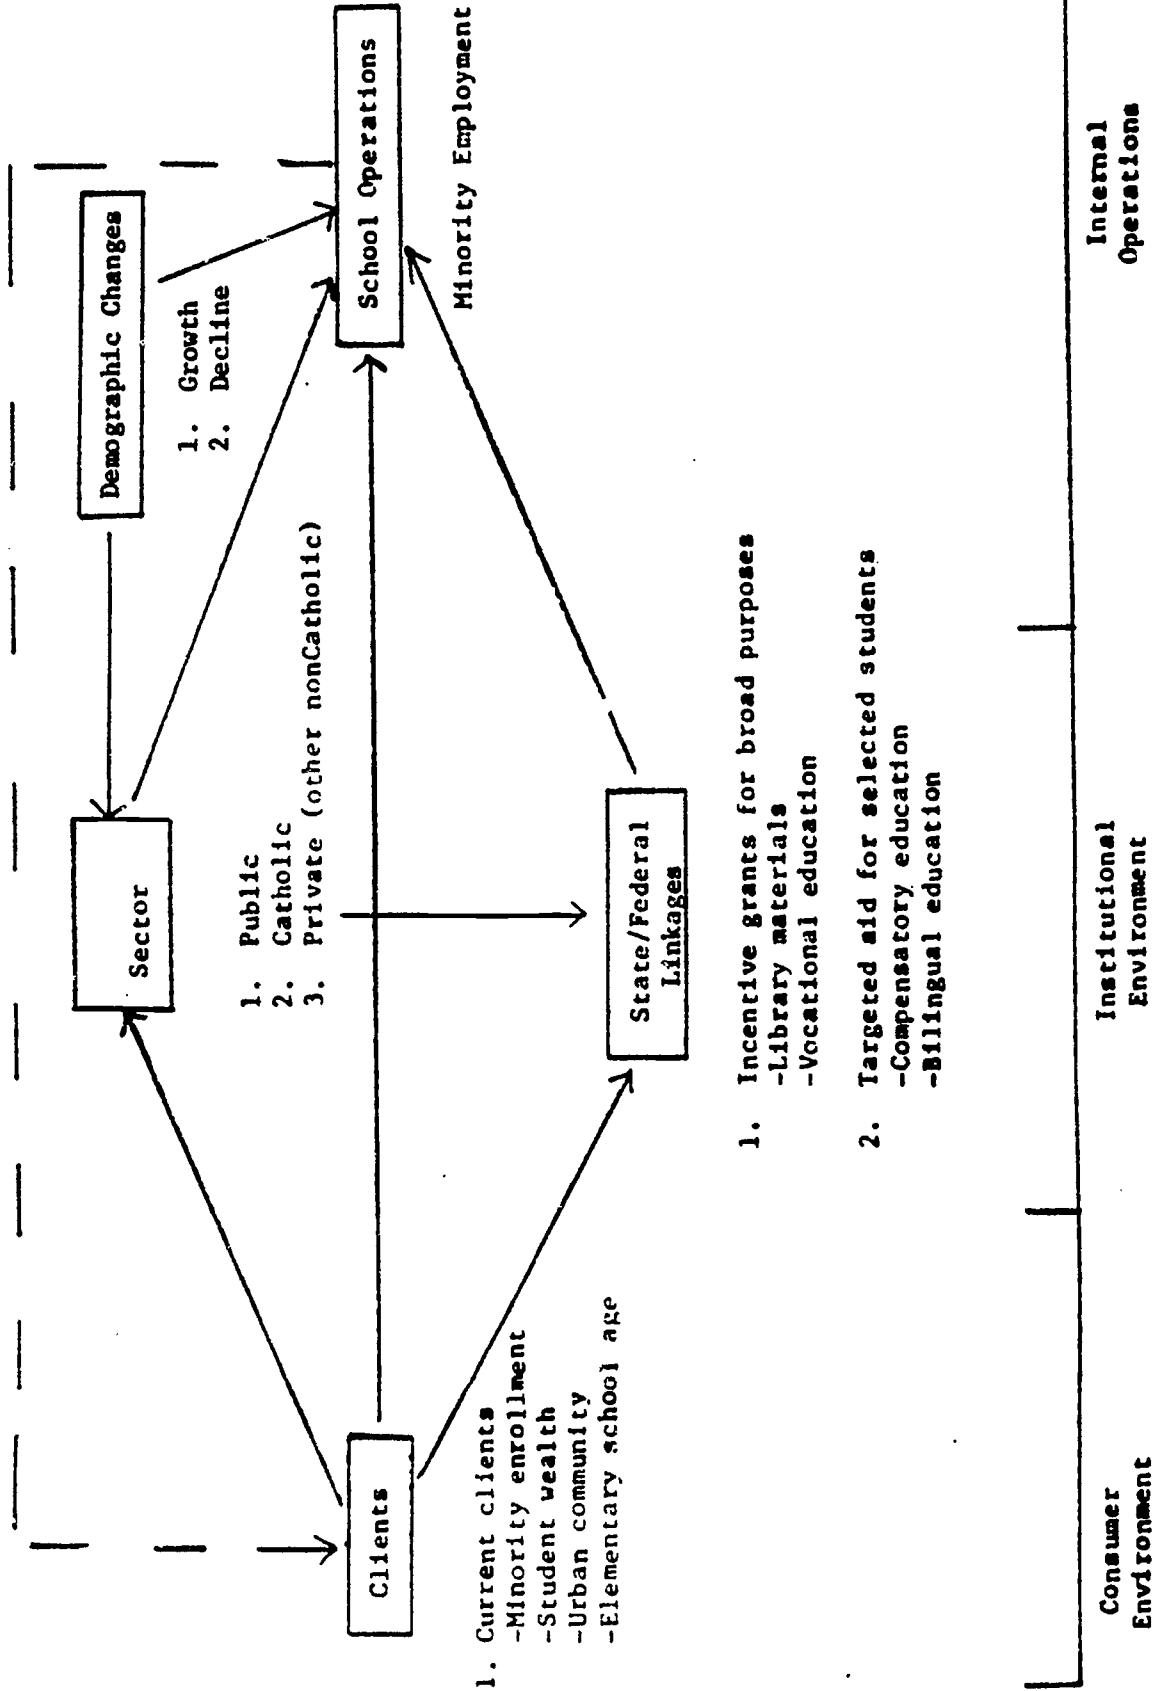 Demographic Changes
1. Growth
2. Decline
Sector
1. Public
2. Catholic
3. Private (other nonCatholic)
Clients
1. Current clients
-Minority enrollment
-Student wealth
-Urban community
-Elementary school age
School Operations
Minority Employment
State/Federal
Linkages
1. Incentive grants for broad purposes
-Library materials
-Vocational education
2. Targeted aid for selected students
-Compensatory education
-Bilingual education
Consumer
Environment
Institutional
Environment
Internal
Operations